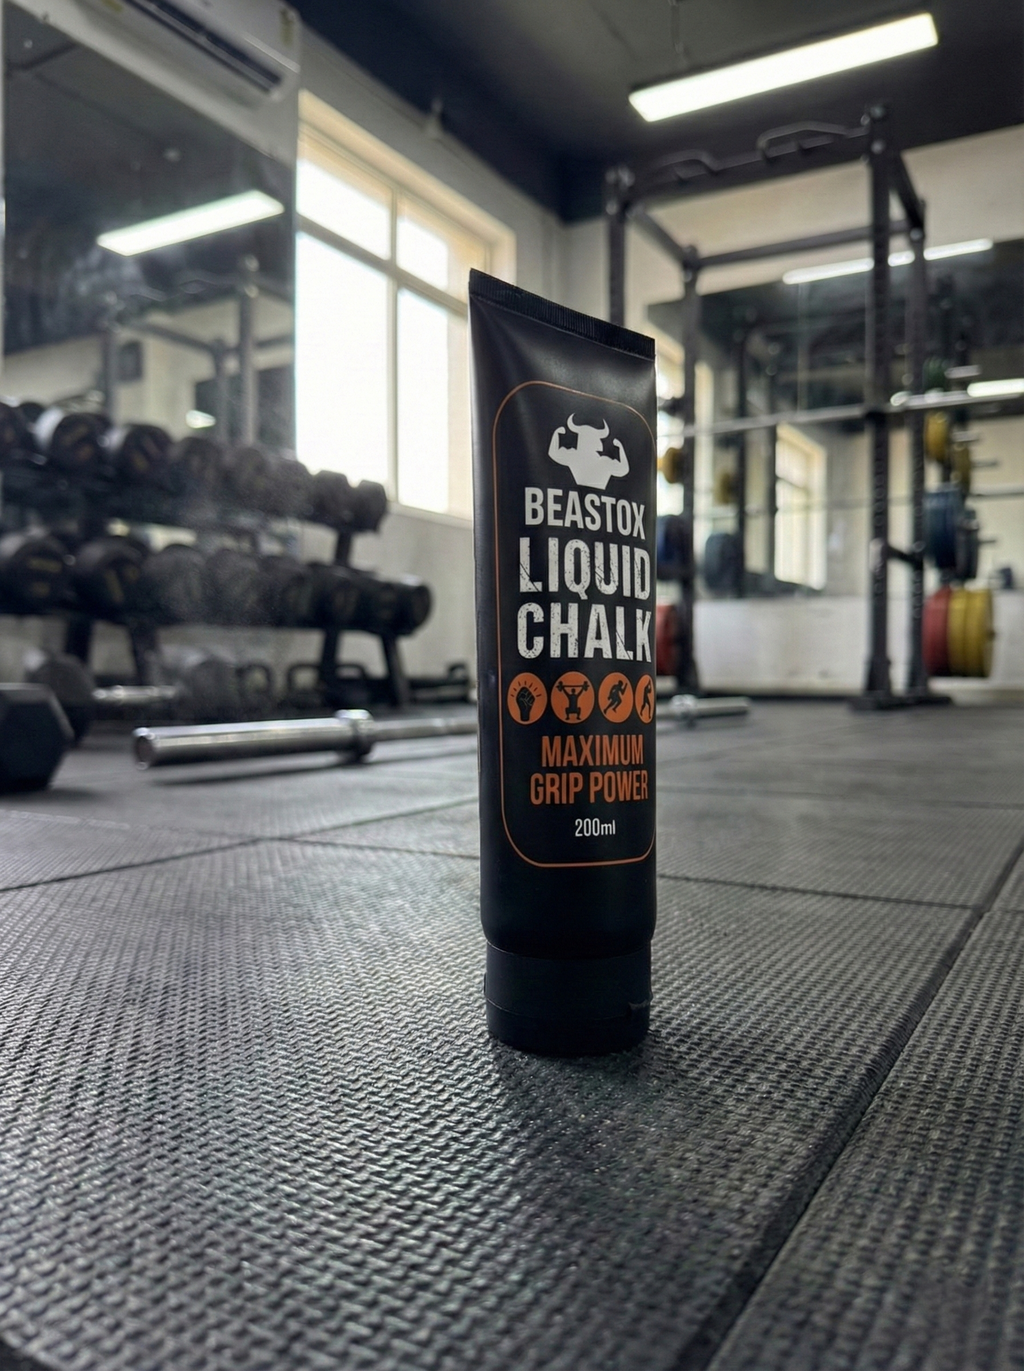 BEASTOX
LIQUID
CHALK
MAXIMUM
GRIP POWER
200ml